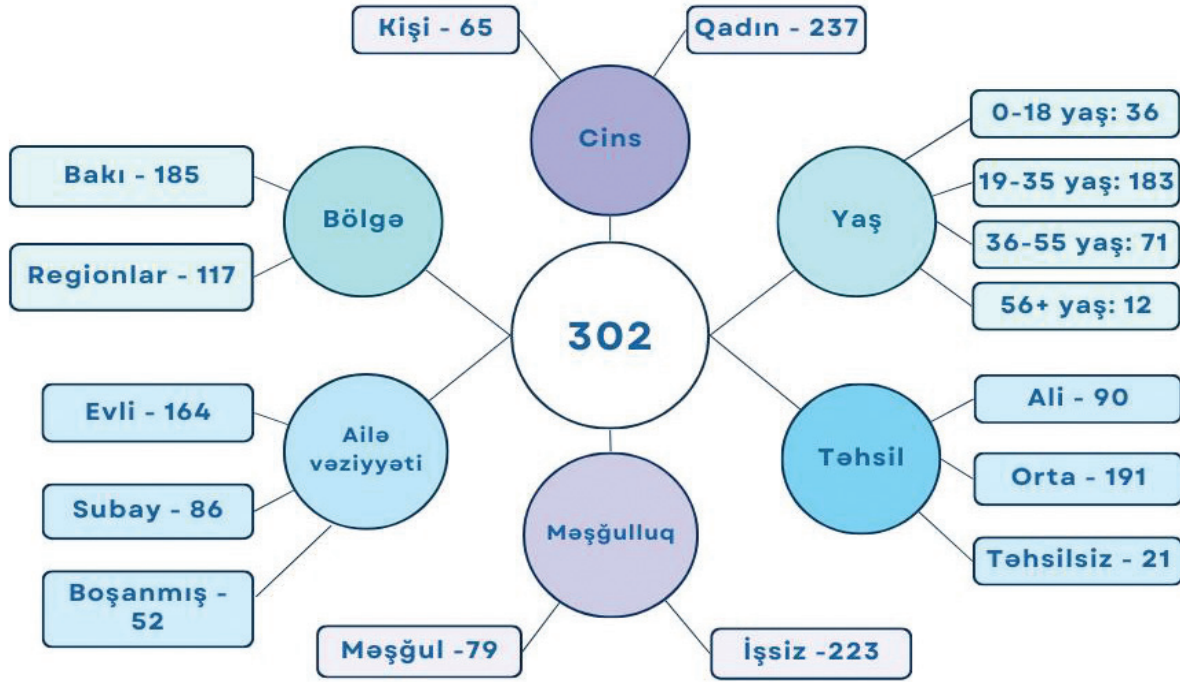 Kişi - 65
Qadın - 237
Cins
0-18 yaş: 36
19-35 yaş: 183
36-55 yaş: 71
56+ yaş: 12
Yaş
Bakı - 185
Regionlar - 117
Bölgə
302
Evli - 164
Subay - 86
Boşanmış -
52
Ailə
vəziyyəti
Təhsil
Ali - 90
Orta - 191
Təhsilsiz - 21
Məşğulluq
Məşğul -79
İşsiz -223